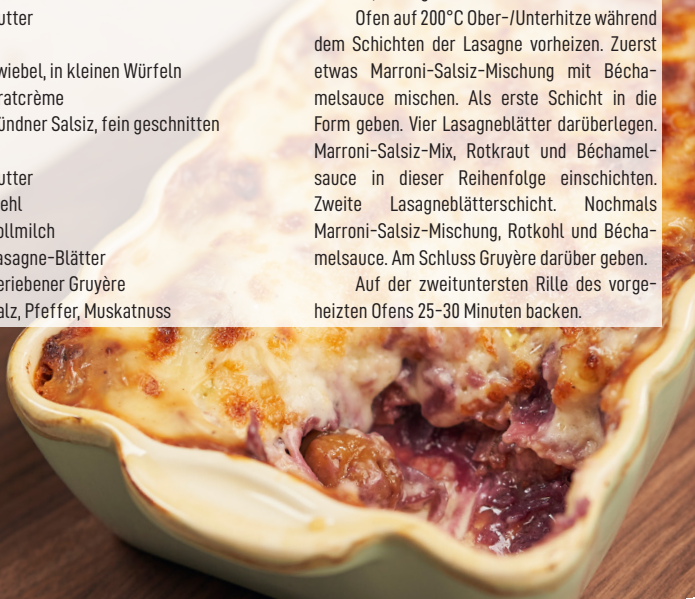 utter
wiebel, in kleinen Würfeln
ratcrème
ündner Salsiz, fein geschnitten
utter
ehl
ollmilch
asagne-Blätter
eriebener Gruyère
alz, Pfeffer, Muskatnuss
Ofen auf 200°C Ober-/Unterhitze während
dem Schichten der Lasagne vorheizen. Zuerst
etwas Marroni-Salsiz-Mischung mit Bécha-
melsauce mischen. Als erste Schicht in die
Form geben. Vier Lasagneblätter darüberlegen.
Marroni-Salsiz-Mix, Rotkraut und Béchamel-
sauce in dieser Reihenfolge einschichten.
Zweite Lasagneblätterschicht. Nochmals
Marroni-Salsiz-Mischung, Rotkohl und Bécha-
melsauce. Am Schluss Gruyère darüber geben.
Auf der zweituntersten Rille des vorge-
heizten Ofens 25-30 Minuten backen.